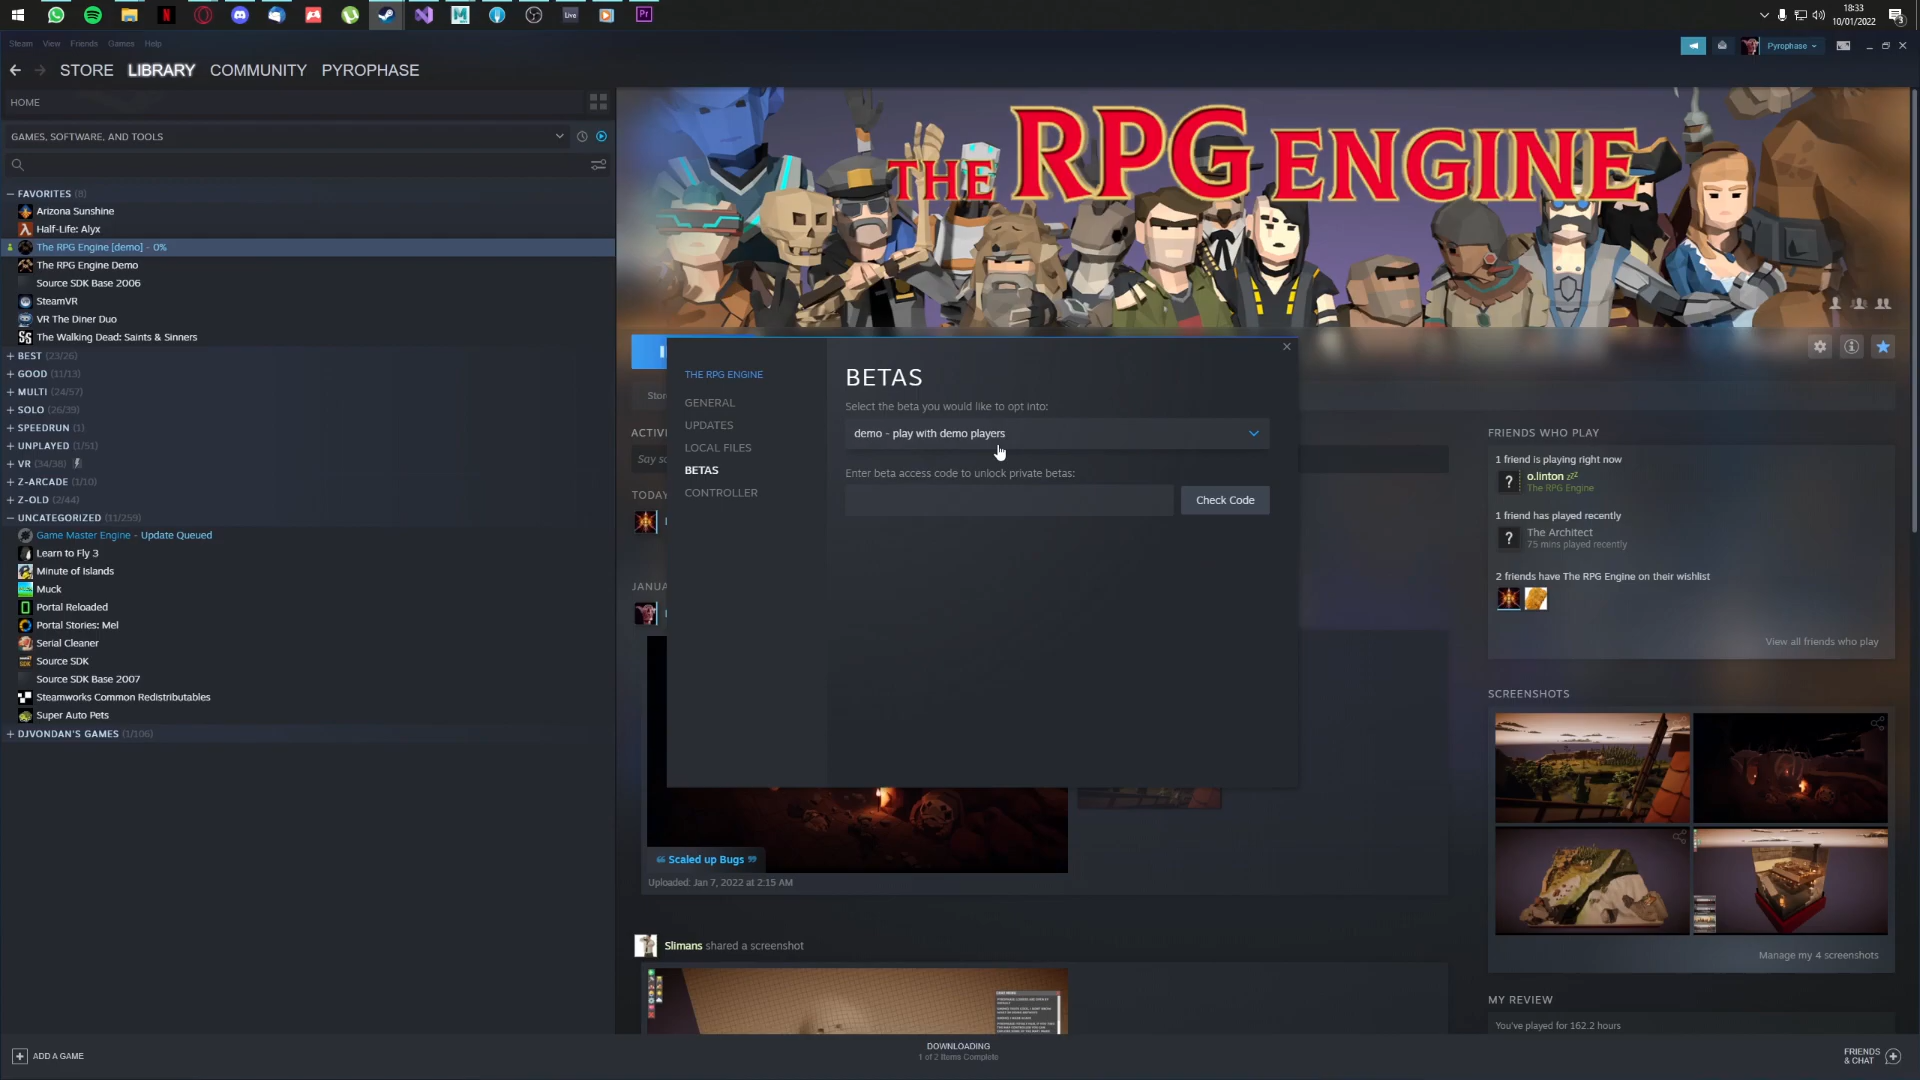 18:33
10/01/2022
Live
Pr
3
Steam View Friends Games Help
Pyrophase
STORE LIBRARY COMMUNITY PYROPHASE
HOME
GAMES, SOFTWARE, AND TOOLS
FAVORITES (8)
Arizona Sunshine
Half-Life: Alyx
The RPG Engine [demo] - 0%
The RPG Engine Demo
Source SDK Base 2006
SteamVR
VR The Diner Duo
The Walking Dead: Saints & Sinners
BEST (23/26)
GOOD (11/13)
MULTI (24/57)
SOLO (26/39)
SPEEDRUN (1)
UNPLAYED (1/51)
VR (34/38)
Z-ARCADE (1/10)
Z-OLD (2/44)
UNCATEGORIZED (11/259)
Game Master Engine - Update Queued
Learn to Fly 3
Minute of Islands
Muck
Portal Reloaded
Portal Stories: Mel
Serial Cleaner
Source SDK
Source SDK Base 2007
Steamworks Common Redistributables
Super Auto Pets
DJVONDAN'S GAMES (1/106)
THE RPG ENGINE
THE RPG ENGINE
GENERAL
UPDATES
LOCAL FILES
BETAS
CONTROLLER
BETAS
Select the beta you would like to opt into:
demo - play with demo players
Enter beta access code to unlock private betas:
Check Code
Stor
ACTIVI
Say so
TODAY
JANUA
“ Scaled up Bugs ”
Uploaded: Jan 7, 2022 at 2:15 AM
Slimans shared a screenshot
FRIENDS WHO PLAY
1 friend is playing right now
o.linton zzz
The RPG Engine
1 friend has played recently
The Architect
75 mins played recently
2 friends have The RPG Engine on their wishlist
View all friends who play
SCREENSHOTS
Manage my 4 screenshots
MY REVIEW
You've played for 162.2 hours
ADD A GAME
DOWNLOADING
1 of 2 Items Complete
FRIENDS
& CHAT